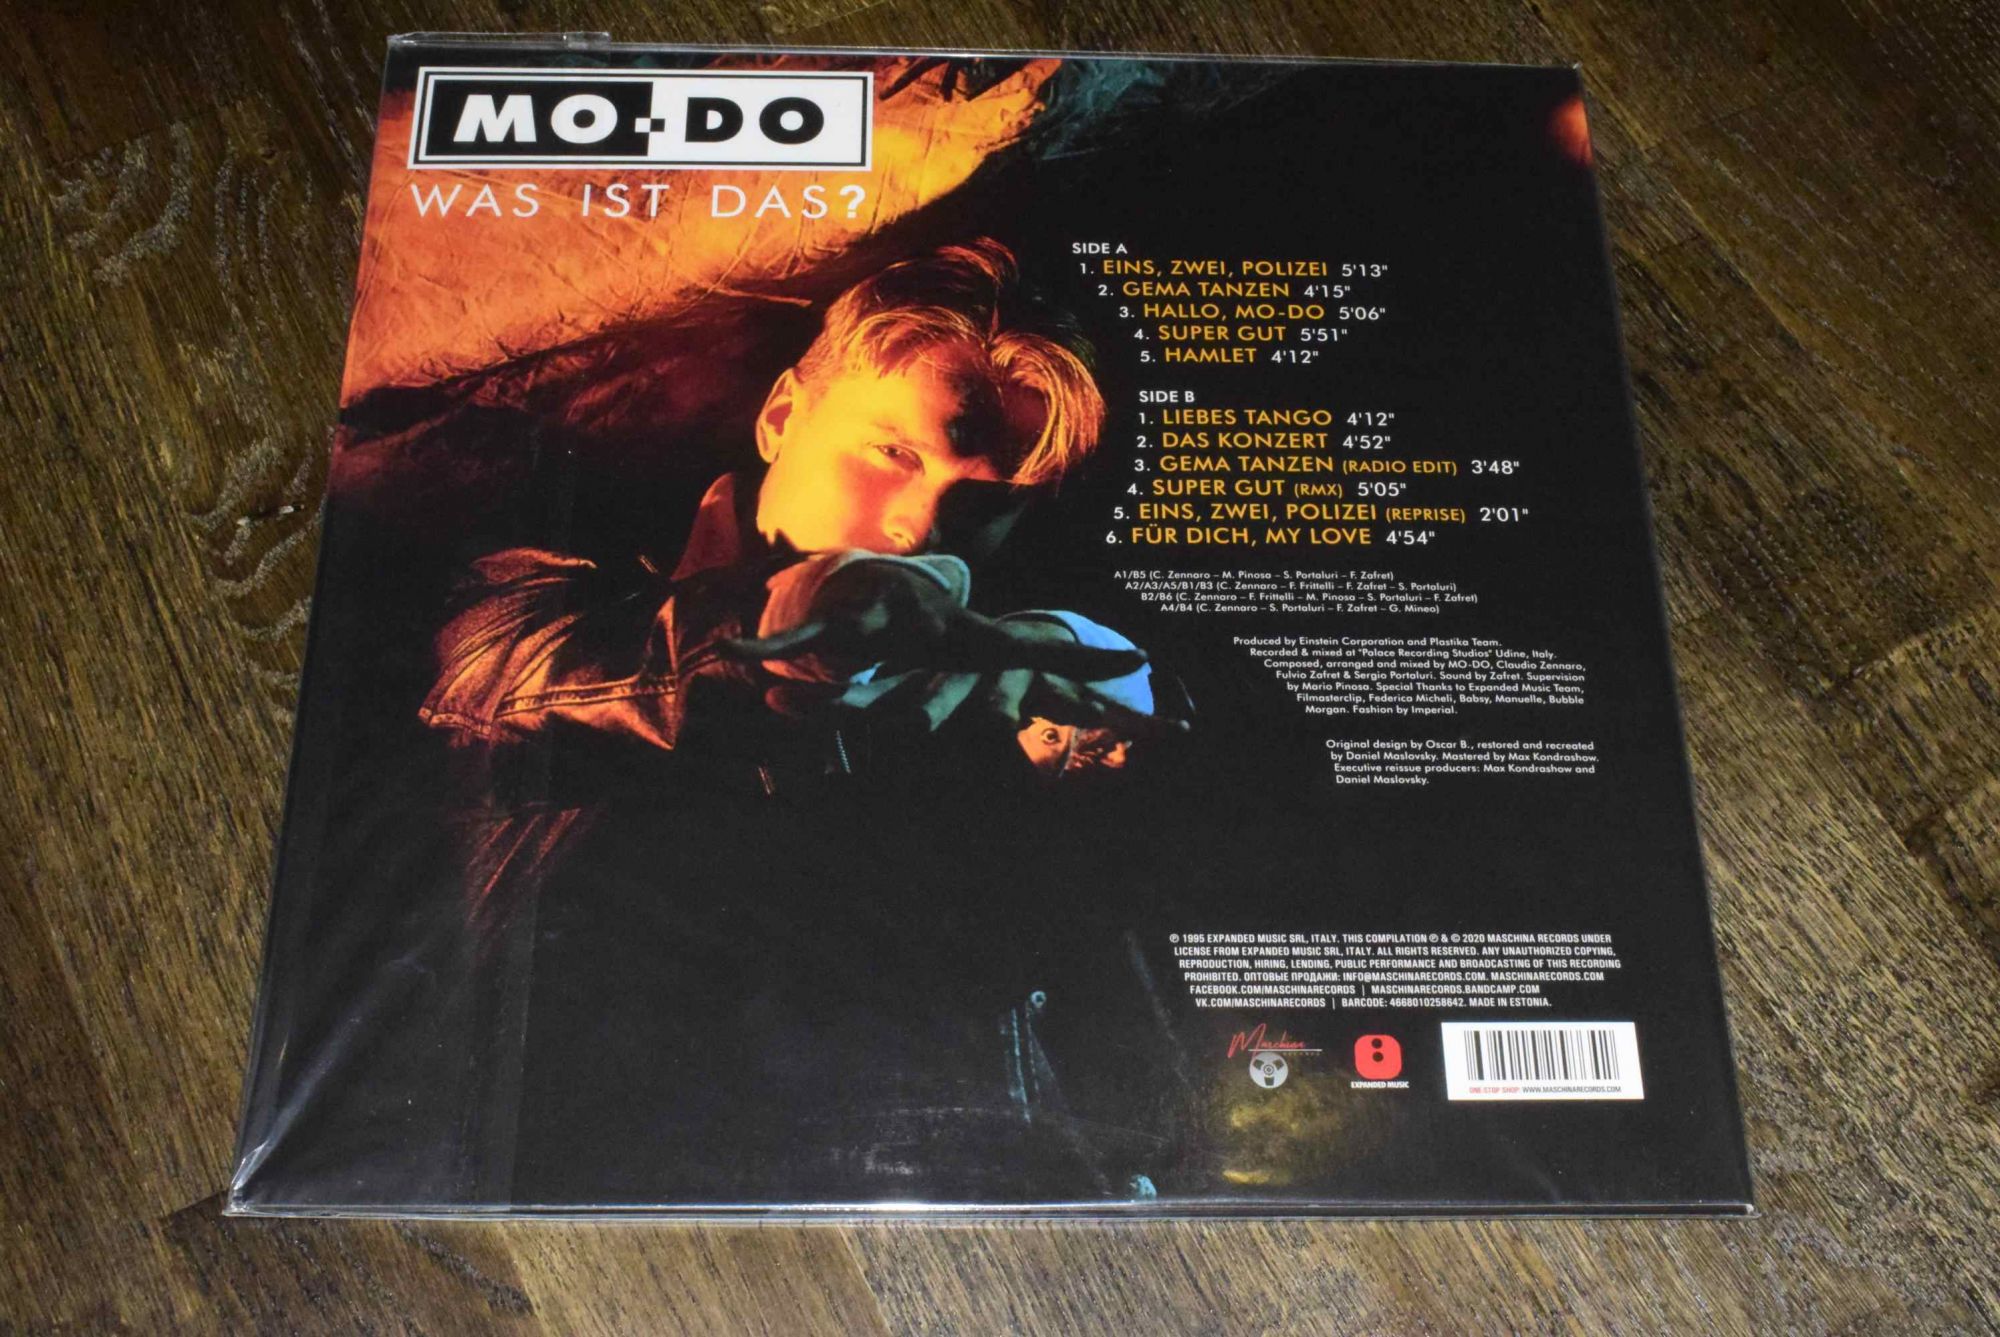 MO-DO
WAS IST DAS?
SIDE A
1. EINS, ZWEI, POLIZEI 5'13"
2. GEMA TANZEN 4'15"
3. HALLO, MO-DO 5'06"
4. SUPER GUT 5'51"
5. HAMLET 4'12"
SIDE B
1. LIEBES TANGO 4'12"
2. DAS KONZERT 4'52"
3. GEMA TANZEN (RADIO EDIT) 3'48"
4. SUPER GUT (RMX) 5'05"
5. EINS, ZWEI, POLIZEI (REPRISE) 2'01"
6. FÜR DICH, MY LOVE 4'54"
A1/B5 (C. Zennaro – M. Pinosa – S. Portaluri – F. Zafret)
A2/A3/A5/B1/B3 (C. Zennaro – F. Frittelli – F. Zafret – S. Portaluri)
B2/B6 (C. Zennaro – F. Frittelli – M. Pinosa – S. Portaluri – F. Zafret)
A4/B4 (C. Zennaro – S. Portaluri – F. Zafret – G. Mineo)
Produced by Einstein Corporation and Plastika Team.
Recorded & mixed at "Palace Recording Studios" Udine, Italy.
Composed, arranged and mixed by MO-DO, Claudio Zennaro,
Fulvio Zafret & Sergio Portaluri. Sound by Zafret. Supervision
by Mario Pinosa. Special Thanks to Expanded Music Team,
Filmasterclip, Federica Micheli, Babsy, Manuelle, Bubble
Morgan. Fashion by Imperial.
Original design by Oscar B., restored and recreated
by Daniel Maslovsky. Mastered by Max Kondrashow.
Executive reissue producers: Max Kondrashow and
Daniel Maslovsky.
℗ 1995 EXPANDED MUSIC SRL, ITALY. THIS COMPILATION ℗ & © 2020 MASCHINA RECORDS UNDER
LICENSE FROM EXPANDED MUSIC SRL, ITALY. ALL RIGHTS RESERVED. ANY UNAUTHORIZED COPYING,
REPRODUCTION, HIRING, LENDING, PUBLIC PERFORMANCE AND BROADCASTING OF THIS RECORDING
PROHIBITED. ОПТОВЫЕ ПРОДАЖИ: INFO@MASCHINARECORDS.COM. MASCHINARECORDS.COM
FACEBOOK.COM/MASCHINARECORDS | MASCHINARECORDS.BANDCAMP.COM
VK.COM/MASCHINARECORDS | BARCODE: 4668010258642. MADE IN ESTONIA.
Maschina
RECORDS
EXPANDED MUSIC
ONE-STOP SHOP: WWW.MASCHINARECORDS.COM